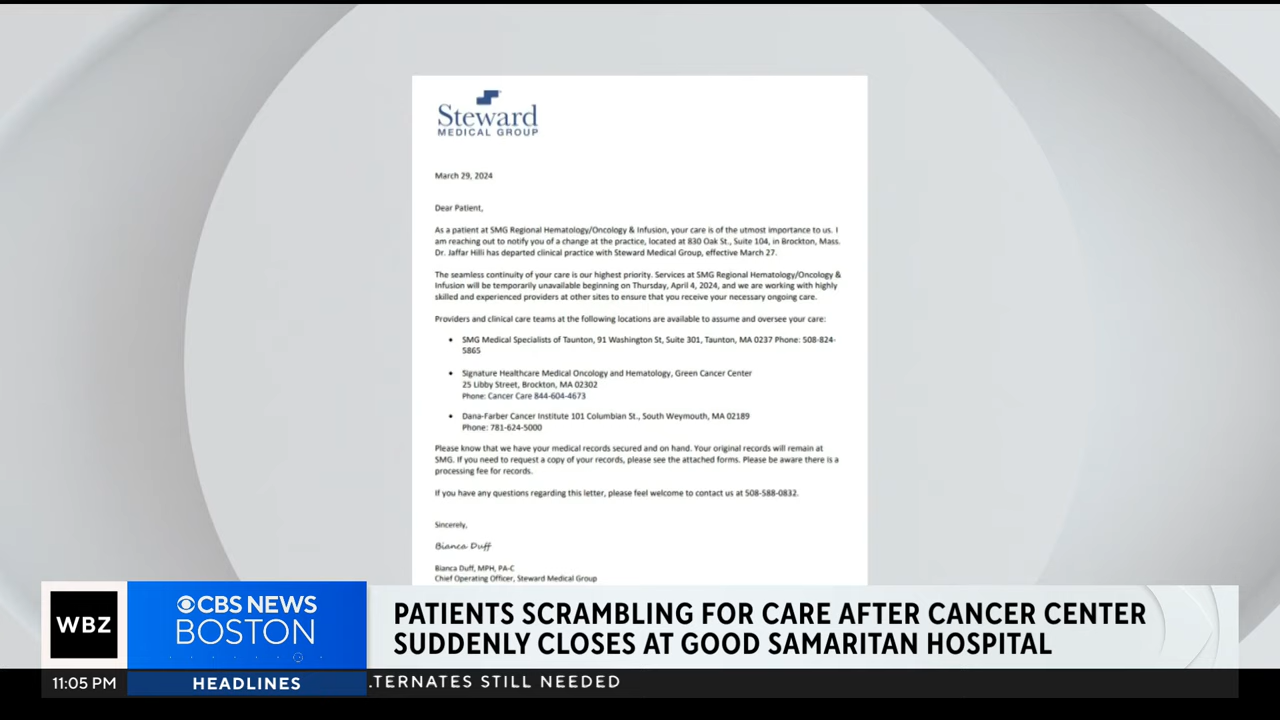 Steward
MEDICAL GROUP
March 29, 2024
Dear Patient,
As a patient at SMG Regional Hematology/Oncology & Infusion, your care is of the utmost importance to us. I
am reaching out to notify you of a change at the practice, located at 830 Oak St., Suite 104, in Brockton, Mass.
Dr. Jaffar Hilli has departed clinical practice with Steward Medical Group, effective March 27.
The seamless continuity of your care is our highest priority. Services at SMG Regional Hematology/Oncology &
Infusion will be temporarily unavailable beginning on Thursday, April 4, 2024, and we are working with highly
skilled and experienced providers at other sites to ensure that you receive your necessary ongoing care.
Providers and clinical care teams at the following locations are available to assume and oversee your care:
• SMG Medical Specialists of Taunton, 91 Washington St, Suite 301, Taunton, MA 0237 Phone: 508-824-
5865
• Signature Healthcare Medical Oncology and Hematology, Green Cancer Center
25 Libby Street, Brockton, MA 02302
Phone: Cancer Care 844-604-4673
• Dana-Farber Cancer Institute 101 Columbian St., South Weymouth, MA 02189
Phone: 781-624-5000
Please know that we have your medical records secured and on hand. Your original records will remain at
SMG. If you need to request a copy of your records, please see the attached forms. Please be aware there is a
processing fee for records.
If you have any questions regarding this letter, please feel welcome to contact us at 508-588-0832.
Sincerely,
Bianca Duff
Bianca Duff, MPH, PA-C
Chief Operating Officer, Steward Medical Group
WBZ
CBS NEWS
BOSTON
PATIENTS SCRAMBLING FOR CARE AFTER CANCER CENTER
SUDDENLY CLOSES AT GOOD SAMARITAN HOSPITAL
11:05 PM
HEADLINES
TERNATES STILL NEEDED